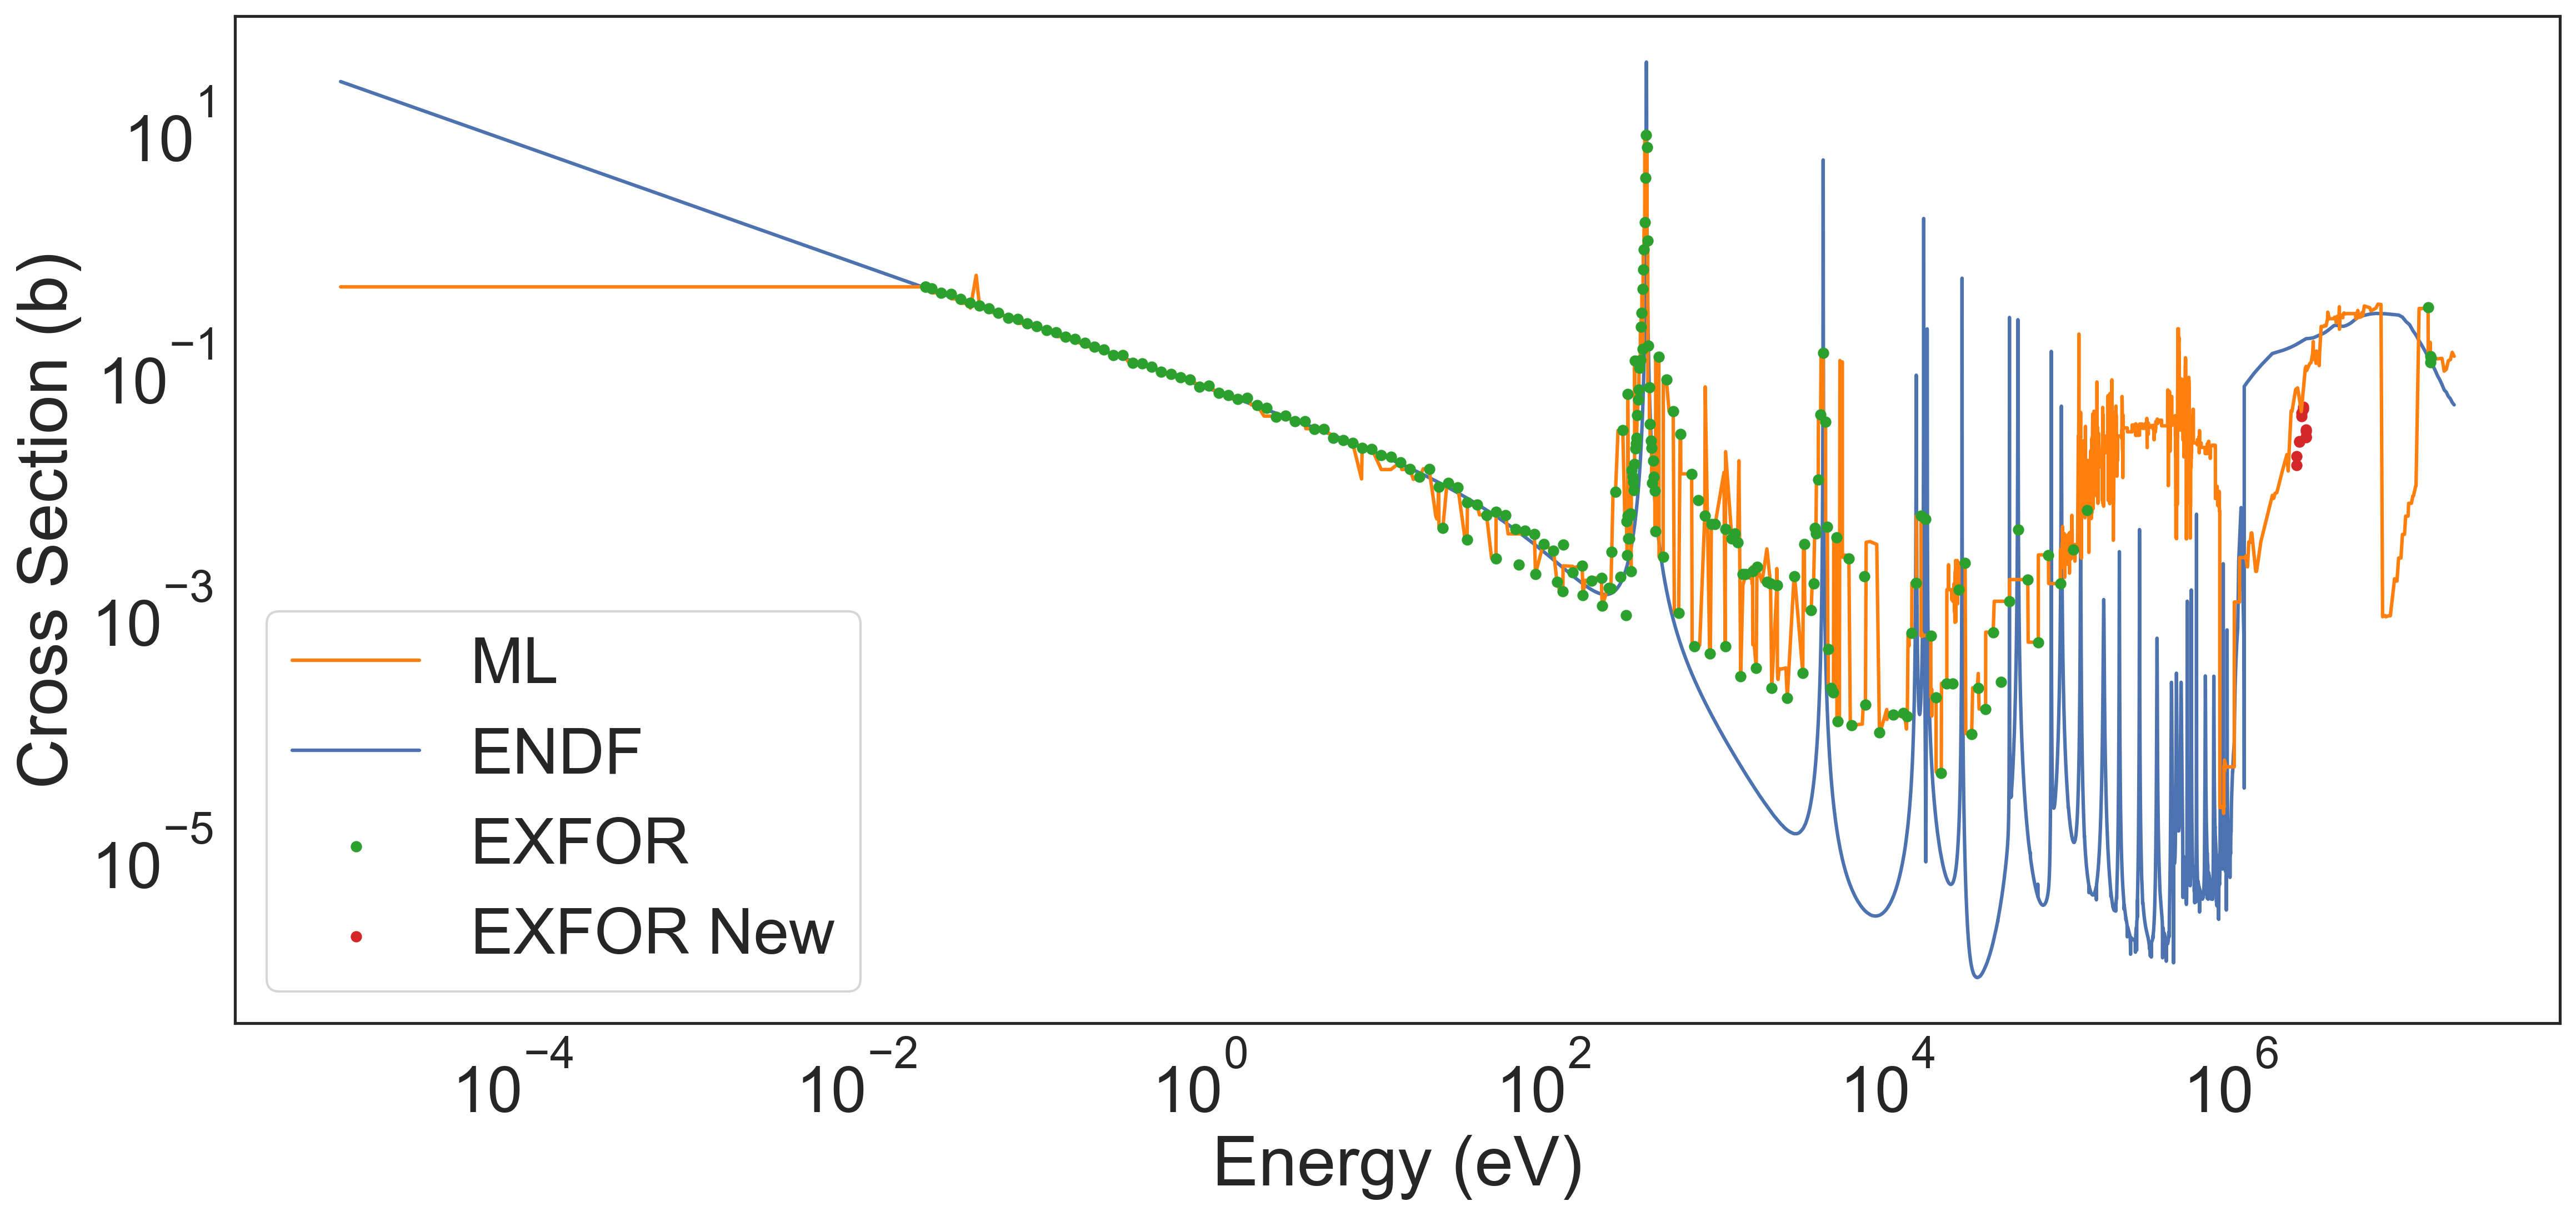 Cross Section (b)
10^1
10^−1
10^−3
10^−5
ML
ENDF
EXFOR
EXFOR New
10^−4 10^−2 10^0 10^2 10^4 10^6
Energy (eV)